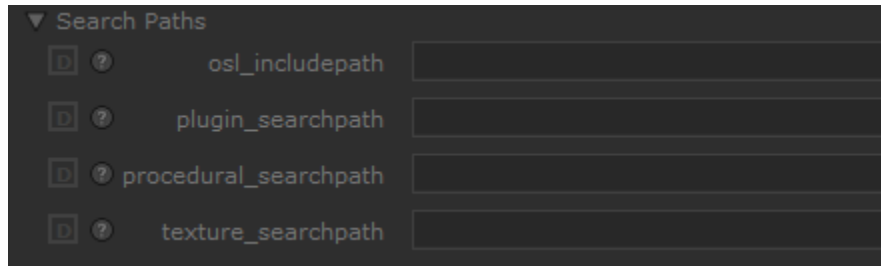 ▼ Search Paths
D ? osl_includepath
D ? plugin_searchpath
D ? procedural_searchpath
D ? texture_searchpath